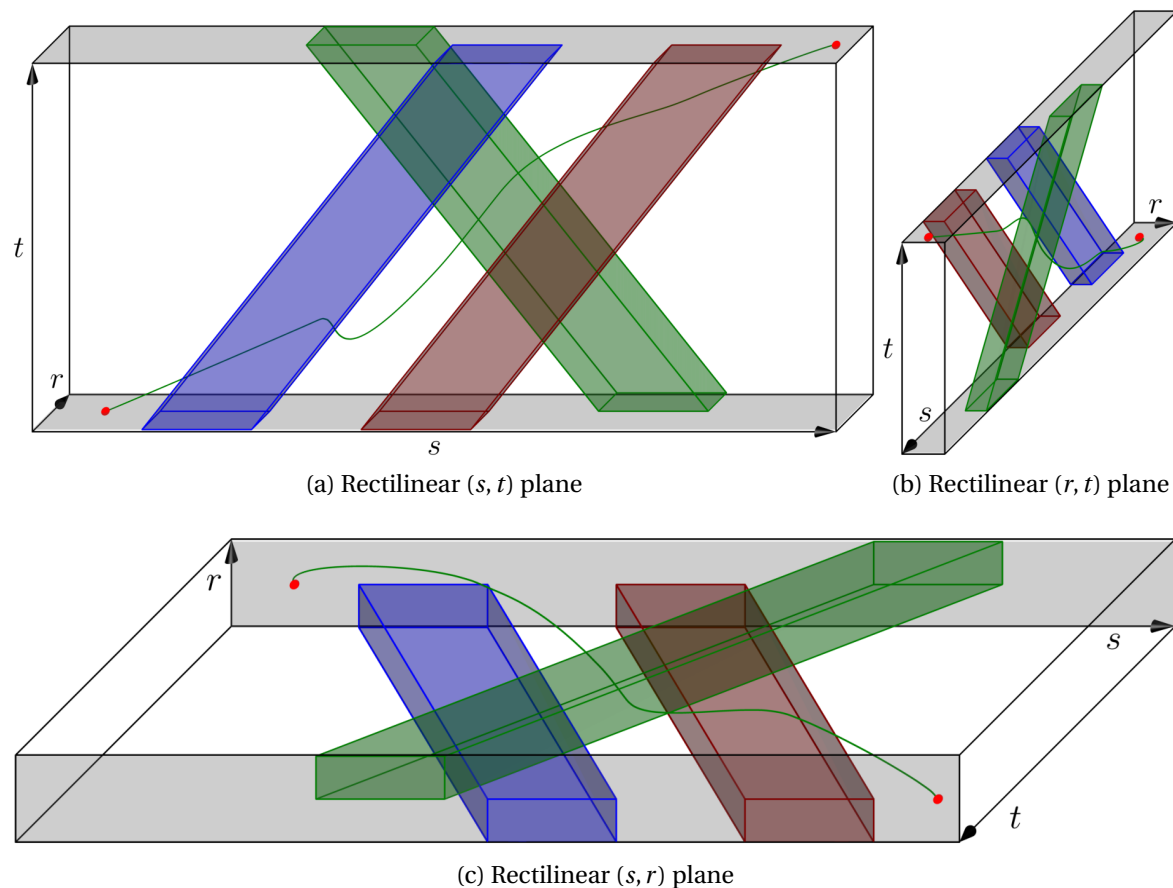 t
r
s
(a) Rectilinear (s, t) plane
r
t
s
(b) Rectilinear (r, t) plane
r
s
t
(c) Rectilinear (s, r) plane